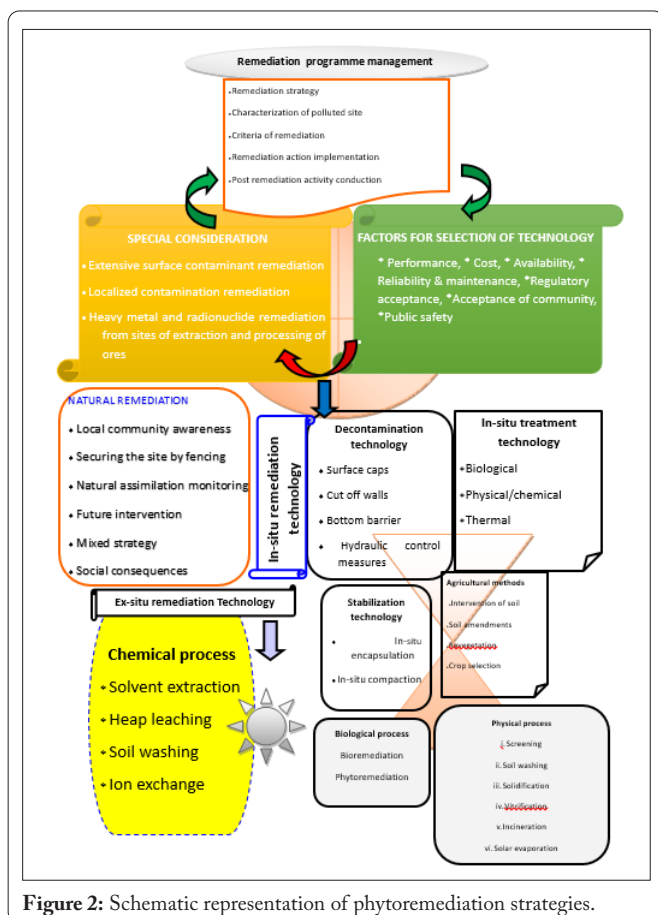 Remediation programme management
•Remediation strategy
•Characterization of polluted site
•Criteria of remediation
•Remediation action implementation
•Post remediation activity conduction
SPECIAL CONSIDERATION
• Extensive surface contaminant remediation
• Localized contamination remediation
• Heavy metal and radionuclide remediation
from sites of extraction and processing of
ores
FACTORS FOR SELECTION OF TECHNOLOGY
* Performance, * Cost, * Availability, *
Reliability & maintenance, *Regulatory
acceptance, *Acceptance of community,
*Public safety
•
NATURAL REMEDIATION
• Local community awareness
• Securing the site by fencing
• Natural assimilation monitoring
• Future intervention
• Mixed strategy
• Social consequences
In-situ remediation
technology
Decontamination
technology
• Surface caps
• Cut off walls
• Bottom barrier
• Hydraulic control
measures
In-situ treatment
technology
•Biological
•Physical/chemical
•Thermal
Ex-situ remediation Technology
Chemical process
• Solvent extraction
• Heap leaching
• Soil washing
• Ion exchange
Stabilization
technology
• In-situ
encapsulation
• In-situ compaction
Agricultural methods
.Intervention of soil
.Soil amendments
.Revegetation
.Crop selection
Biological process
Bioremediation
Phytoremediation
Physical process
i. Screening
ii. Soil washing
iii. Solidification
iv. Vitrification
v. Incineration
vi. Solar evaporation
Figure 2: Schematic representation of phytoremediation strategies.